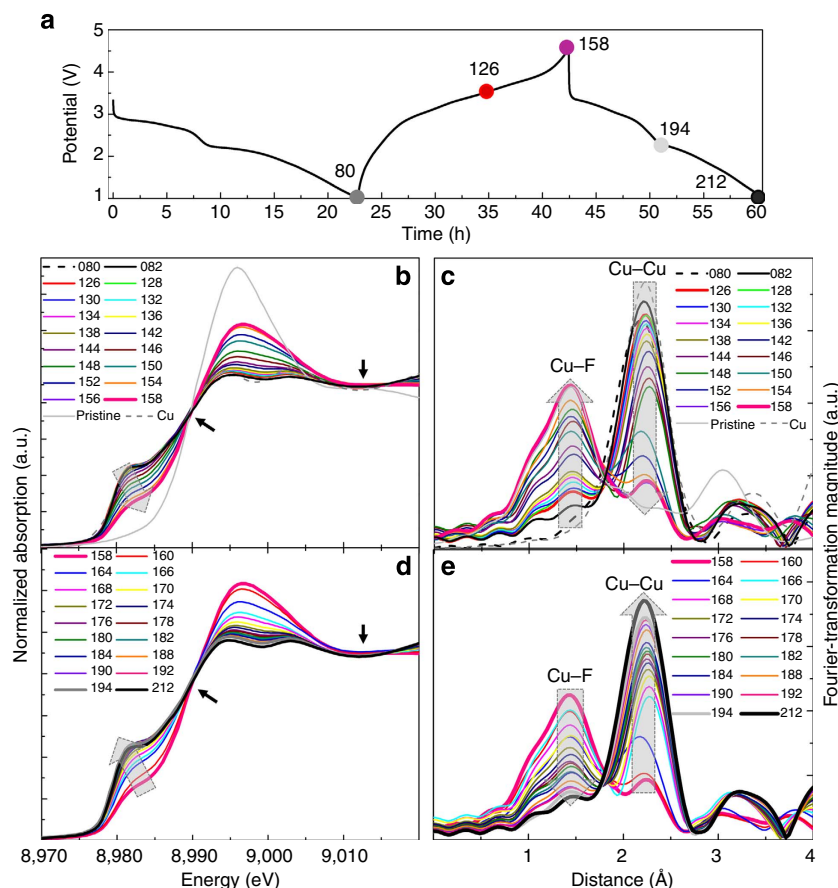 a
Potential (V)
5
4
3
2
1
158
126
80
194
212
0 5 10 15 20 25 30 35 40 45 50 55 60
Time (h)
b
080 082
126 128
130 132
134 136
138 142
144 146
148 150
152 154
156 158
Pristine Cu
Normalized absorption (a.u.)
c
Cu–Cu
Cu–F
080 082
126 128
130 132
134 136
138 142
144 146
148 150
152 154
156 158
Pristine Cu
Fourier-transformation magnitude (a.u.)
d
158 160
164 166
168 170
172 174
176 178
180 182
184 188
190 192
194 212
8,970 8,980 8,990 9,000 9,010
Energy (eV)
e
Cu–Cu
Cu–F
158 160
164 166
168 170
172 174
176 178
180 182
184 188
190 192
194 212
0 1 2 3 4
Distance (Å)